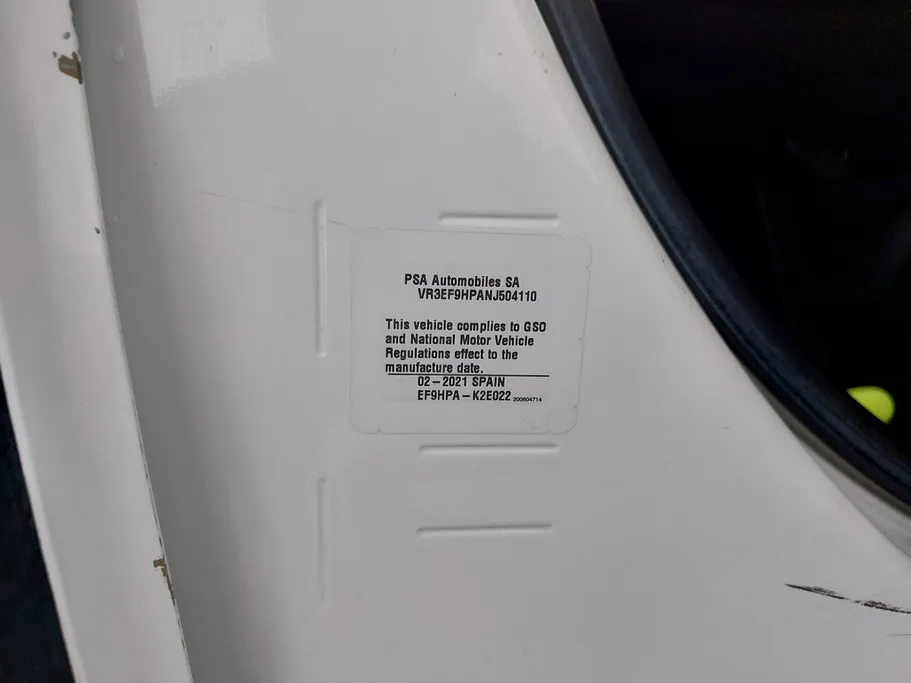 PSA Automobiles SA
VR3EF9HPANJ504110
This vehicle complies to GSO
and National Motor Vehicle
Regulations effect to the
manufacture date.
02-2021 SPAIN
EF9HPA-K2E022 200604714